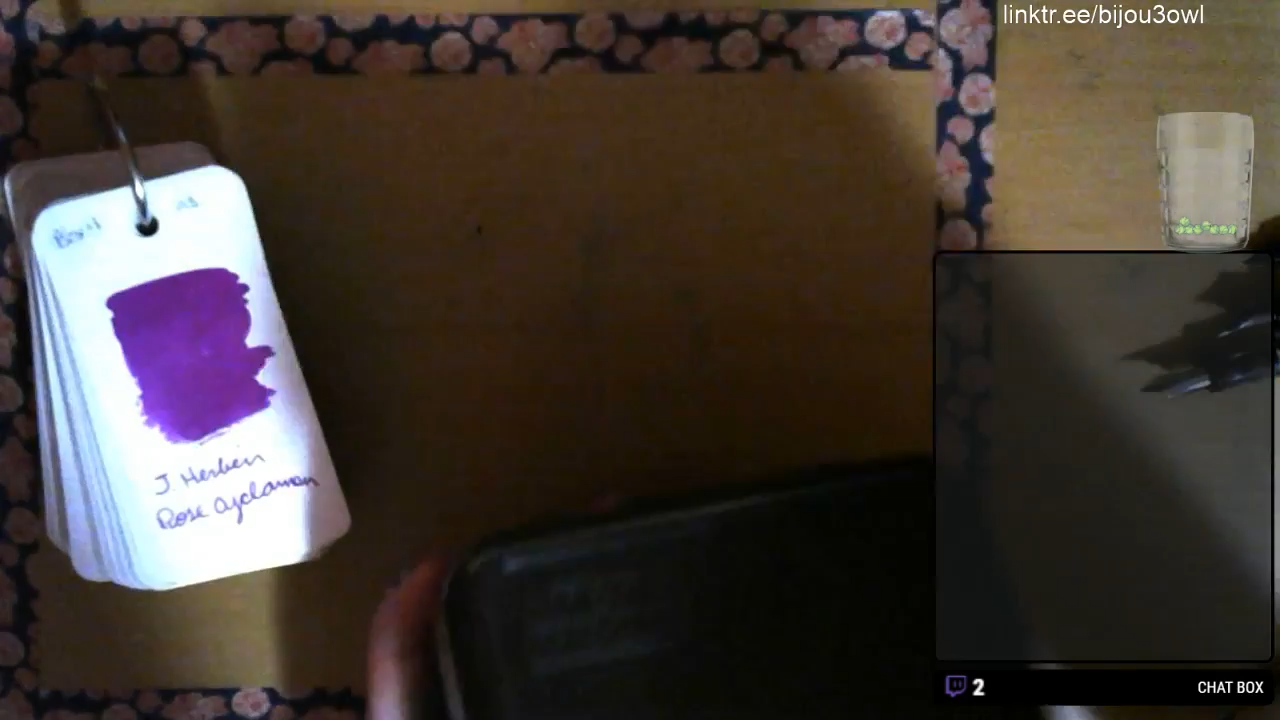 linktr.ee/bijou3owl
J. Herbin
Rose Cyclamen
2
CHAT BOX